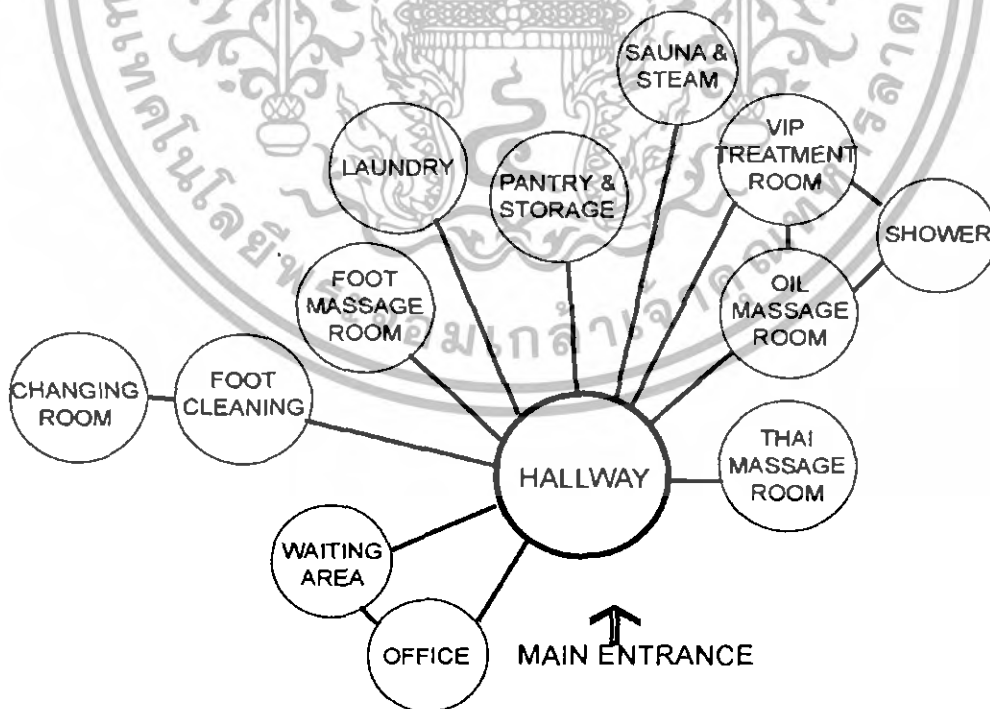 SAUNA &
STEAM
VIP
TREATMENT
ROOM
LAUNDRY
PANTRY &
STORAGE
SHOWER
FOOT
MASSAGE
ROOM
OIL
MASSAGE
ROOM
CHANGING
ROOM
FOOT
CLEANING
THAI
MASSAGE
ROOM
HALLWAY
WAITING
AREA
OFFICE
MAIN ENTRANCE